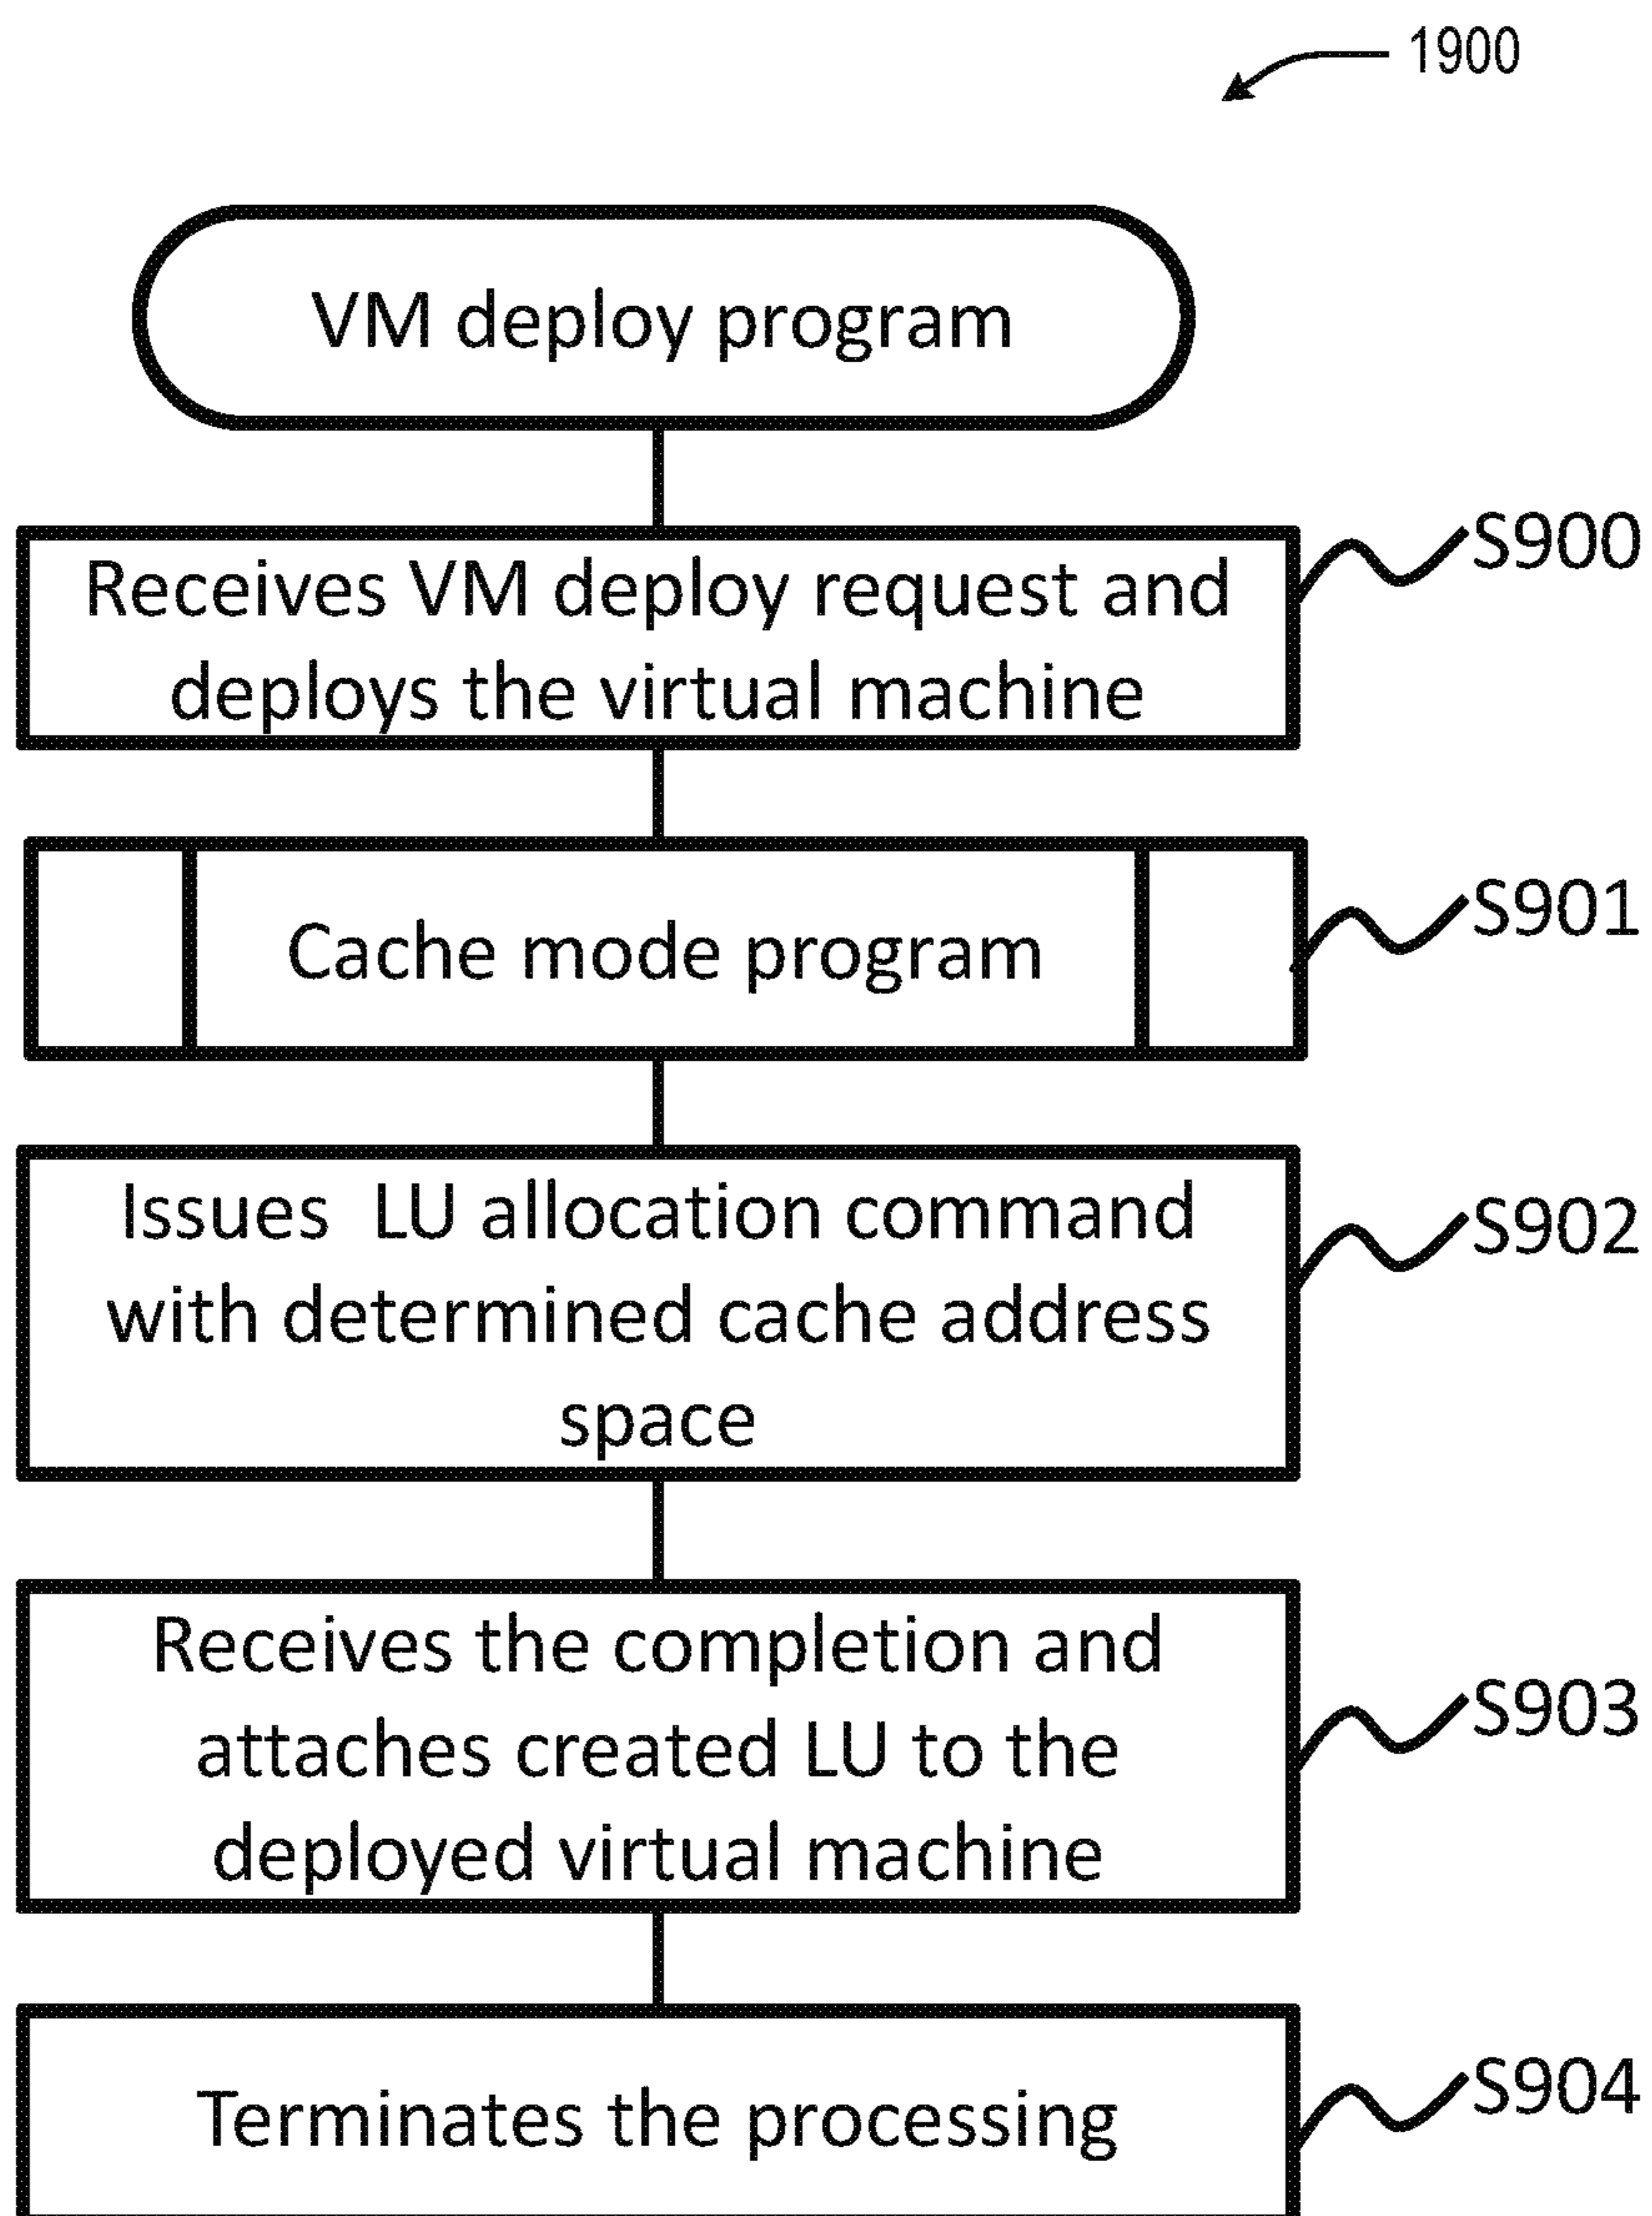 1900
VM deploy program
S900
Receives VM deploy request and
deploys the virtual machine
S901
Cache mode program
S902
Issues  LU allocation command
with determined cache address
space
S903
Receives the completion and
attaches created LU to the
deployed virtual machine
S904
Terminates the processing